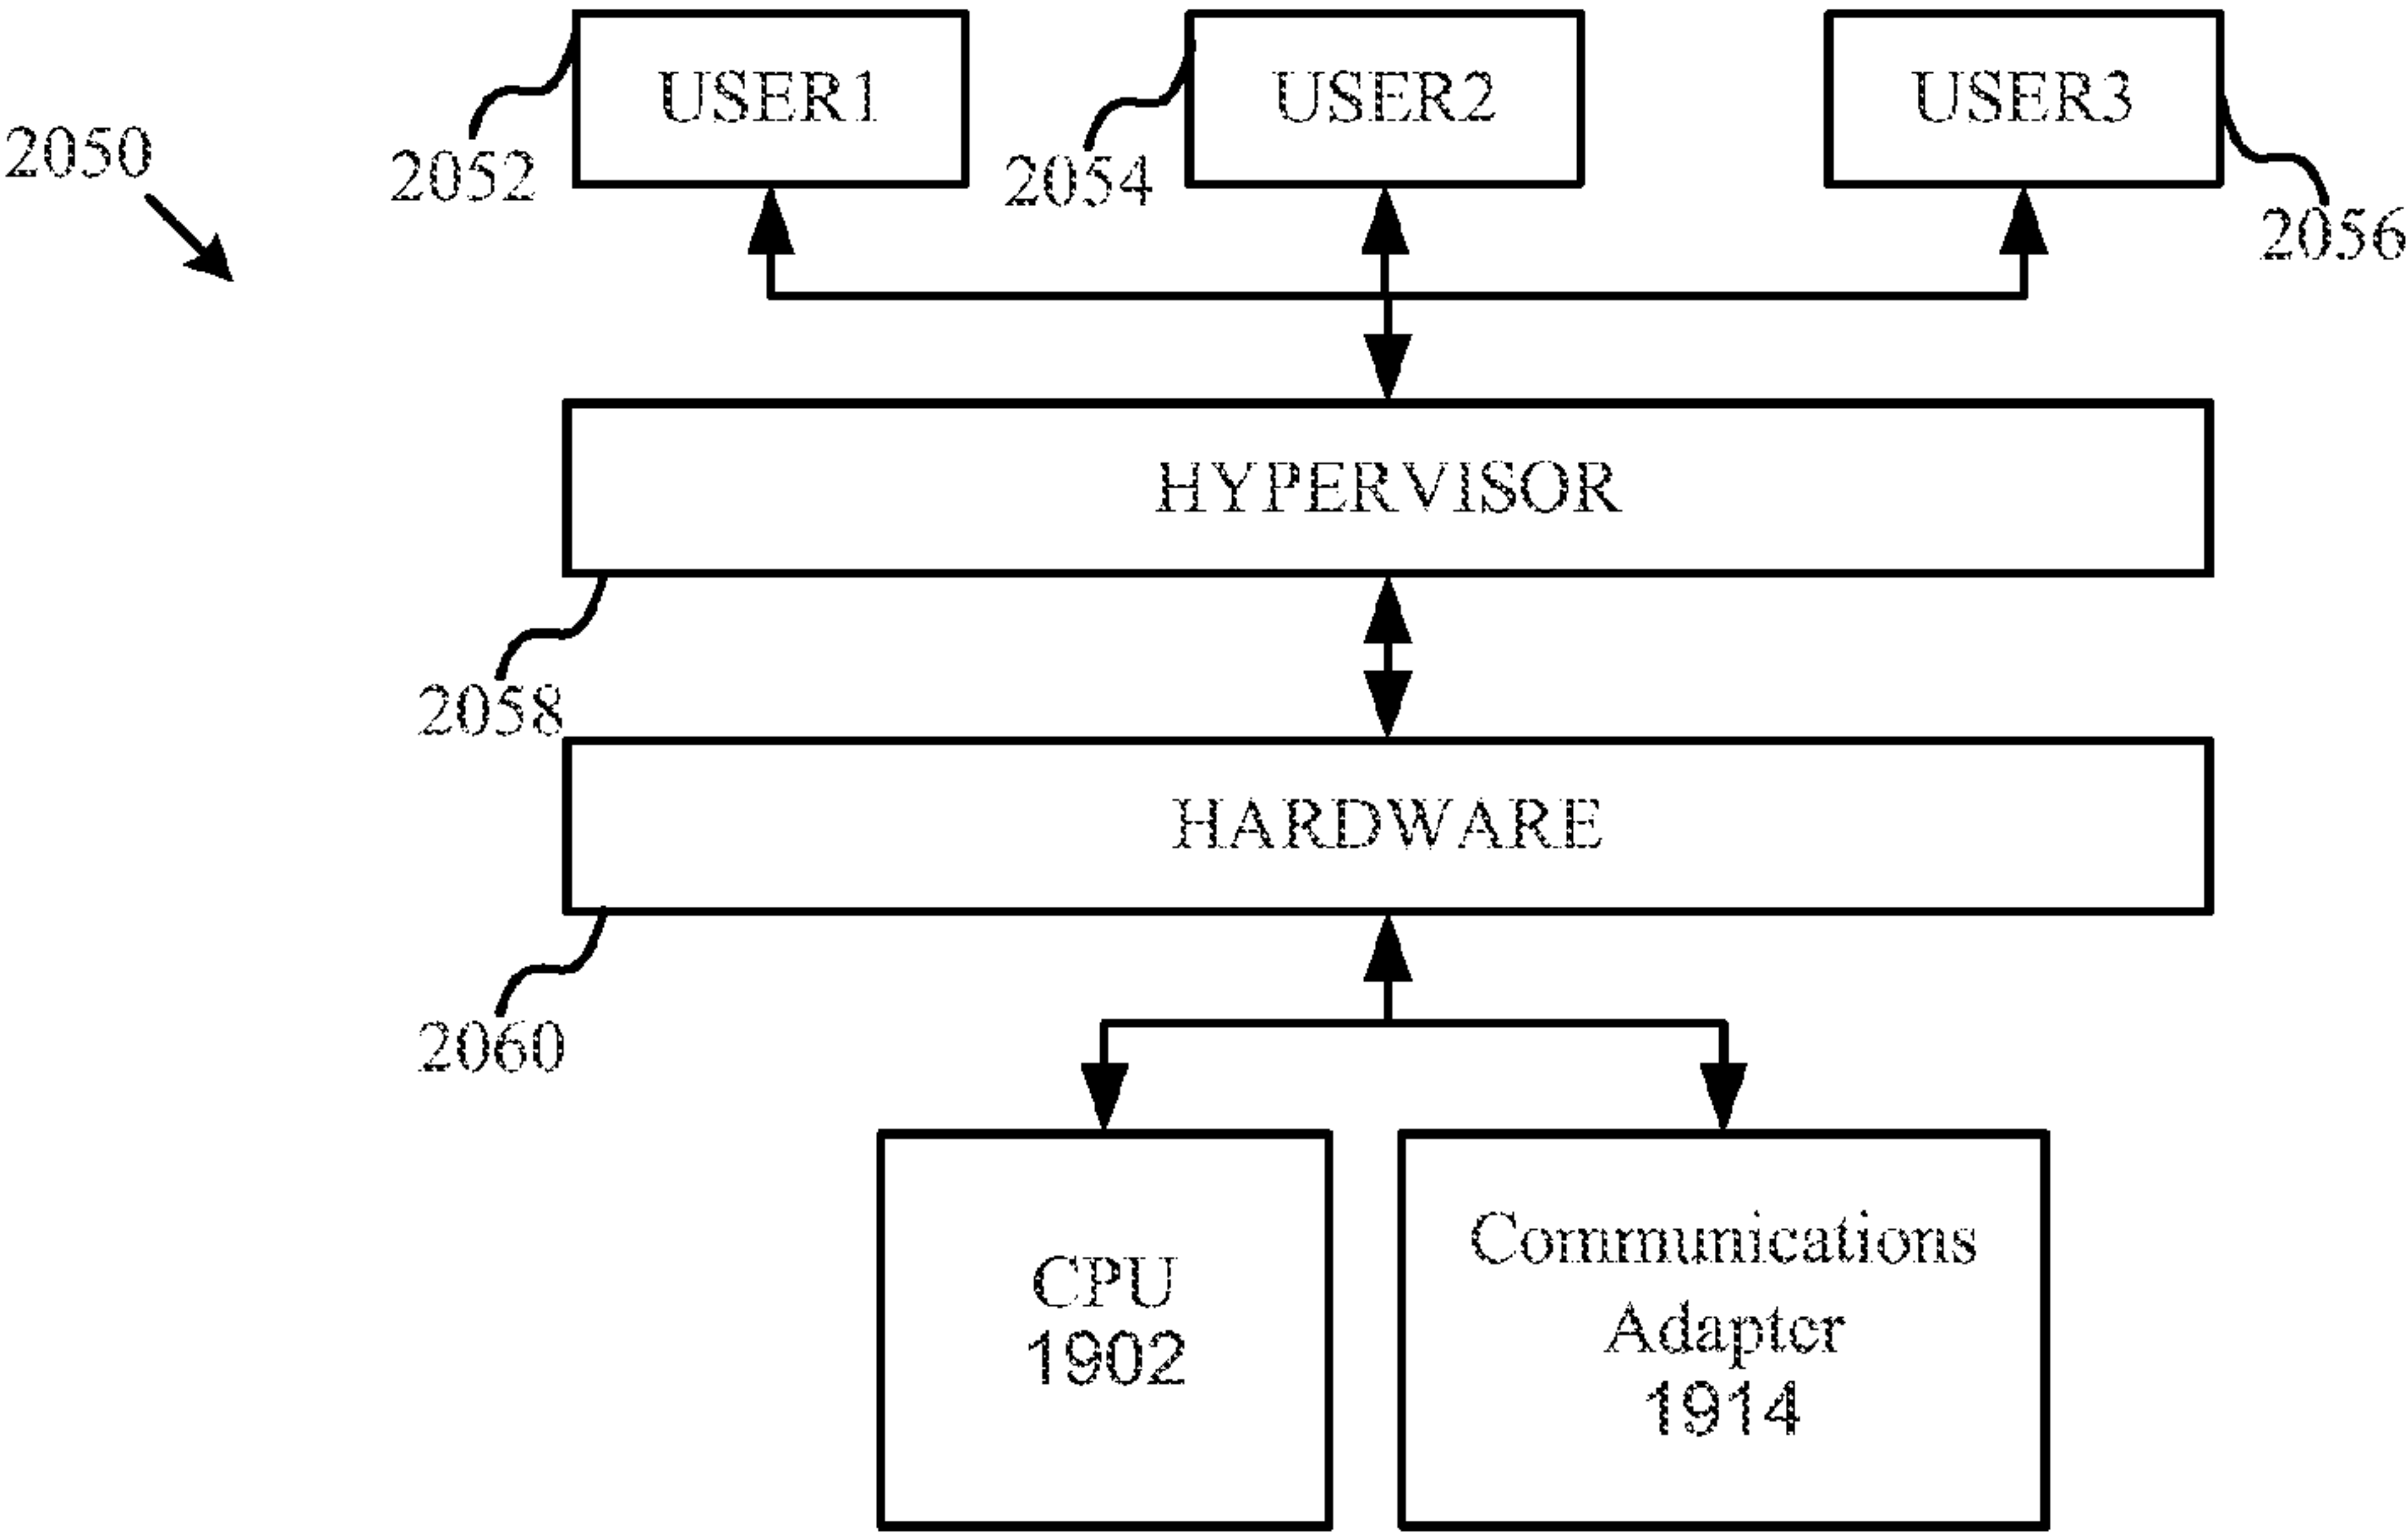 USER1
USER2
USER3
2050
2052
2054
2056
HYPERVISOR
2058
HARDWARE
2060
CPU
1902
Communications
Adapter
1914